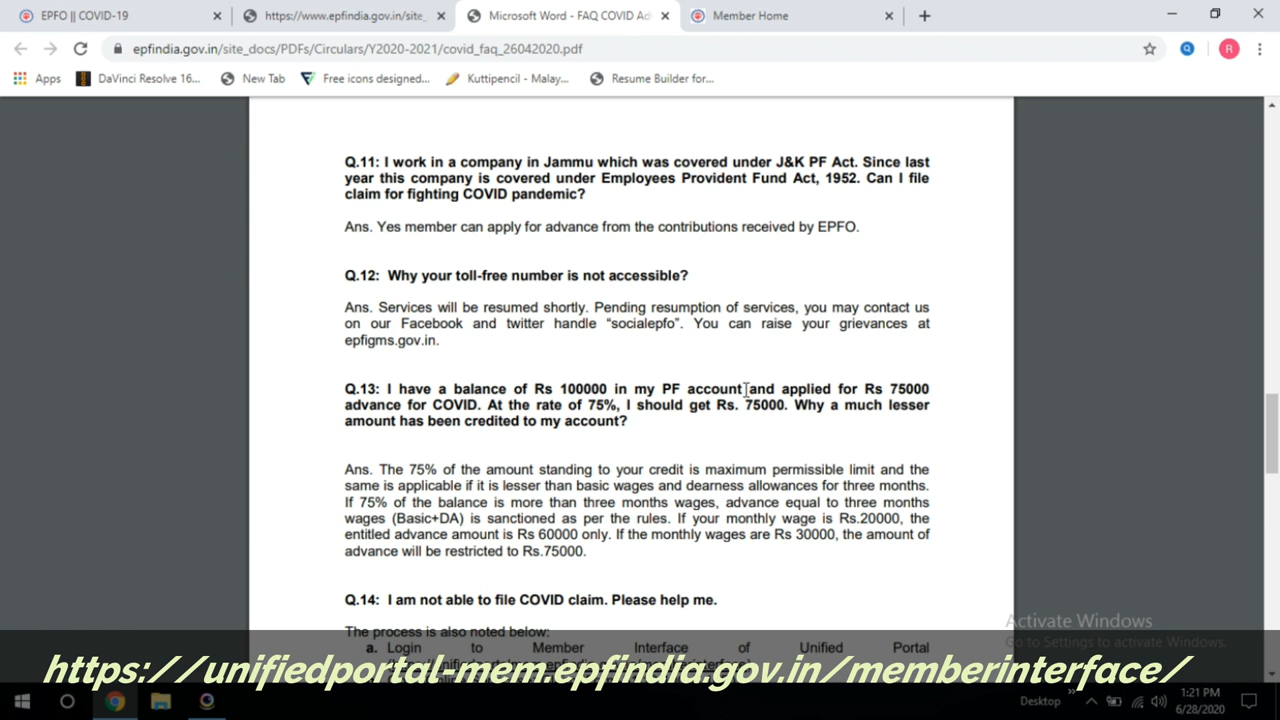 EPFO || COVID-19
https://www.epfindia.gov.in/site_
Microsoft Word - FAQ COVID Ad
Member Home
epfindia.gov.in/site_docs/PDFs/Circulars/Y2020-2021/covid_faq_26042020.pdf
R
Apps
DaVinci Resolve 16...
New Tab
Free icons designed...
Kuttipencil - Malay...
Resume Builder for...
Q.11: I work in a company in Jammu which was covered under J&K PF Act. Since last
year this company is covered under Employees Provident Fund Act, 1952. Can I file
claim for fighting COVID pandemic?
Ans. Yes member can apply for advance from the contributions received by EPFO.
Q.12: Why your toll-free number is not accessible?
Ans. Services will be resumed shortly. Pending resumption of services, you may contact us
on our Facebook and twitter handle “socialepfo”. You can raise your grievances at
epfigms.gov.in.
Q.13: I have a balance of Rs 100000 in my PF account and applied for Rs 75000
advance for COVID. At the rate of 75%, I should get Rs. 75000. Why a much lesser
amount has been credited to my account?
Ans. The 75% of the amount standing to your credit is maximum permissible limit and the
same is applicable if it is lesser than basic wages and dearness allowances for three months.
If 75% of the balance is more than three months wages, advance equal to three months
wages (Basic+DA) is sanctioned as per the rules. If your monthly wage is Rs.20000, the
entitled advance amount is Rs 60000 only. If the monthly wages are Rs 30000, the amount of
advance will be restricted to Rs.75000.
Q.14: I am not able to file COVID claim. Please help me.
The process is also noted below:
a. Login to Member Interface of Unified Portal
Activate Windows
Go to Settings to activate Windows.
https://unifiedportal-mem.epfindia.gov.in/memberinterface/
Desktop
1:21 PM
6/28/2020